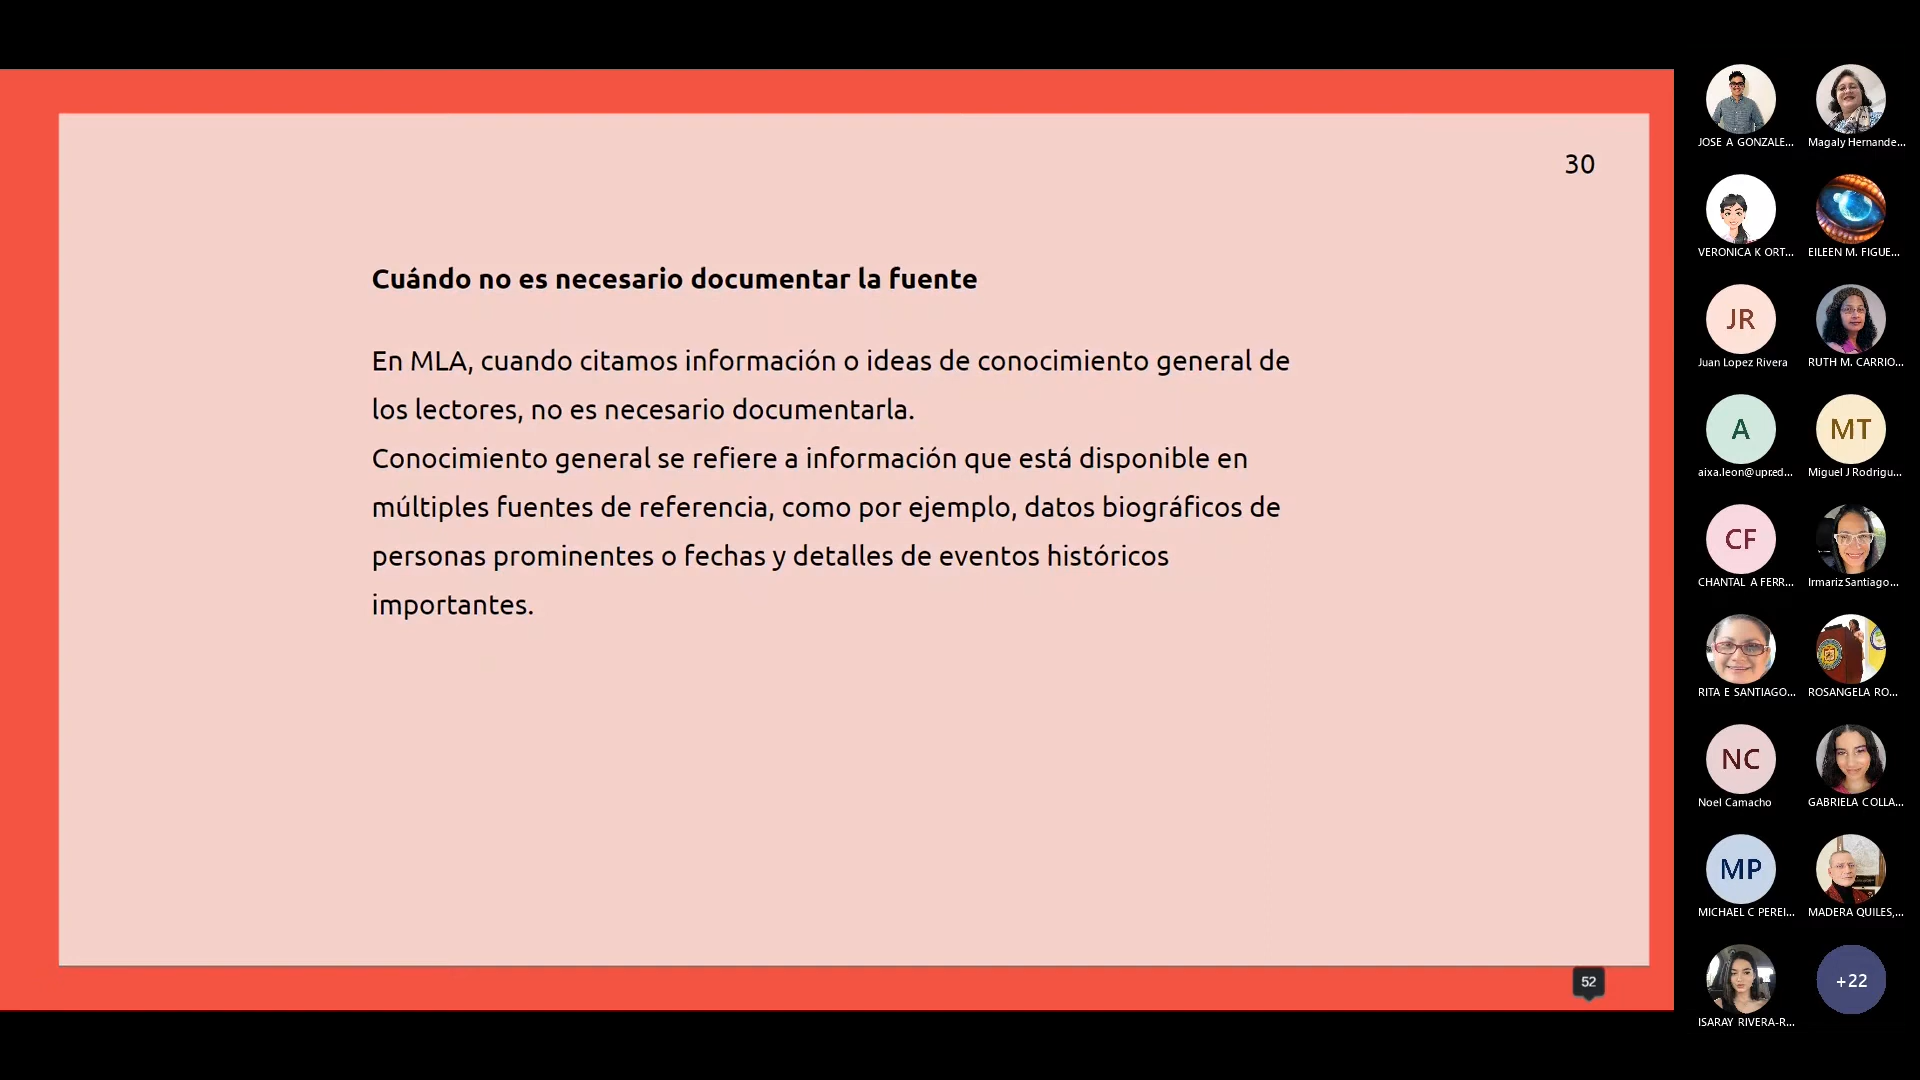 30
Cuándo no es necesario documentar la fuente
En MLA, cuando citamos información o ideas de conocimiento general de
los lectores, no es necesario documentarla.
Conocimiento general se refiere a información que está disponible en
múltiples fuentes de referencia, como por ejemplo, datos biográficos de
personas prominentes o fechas y detalles de eventos históricos
importantes.
52
JOSE A GONZALE...
Magaly Hernande...
VERONICA K ORT...
EILEEN M. FIGUE...
JR
Juan Lopez Rivera
RUTH M. CARRIO...
A
aixa.leon@upr.ed...
MT
Miguel J Rodrigu...
CF
CHANTAL A FERR...
Irmariz Santiago...
RITA E SANTIAGO...
ROSANGELA RO...
NC
Noel Camacho
GABRIELA COLLA...
MP
MICHAEL C PEREI...
MADERA QUILES,...
ISARAY RIVERA-R...
+22